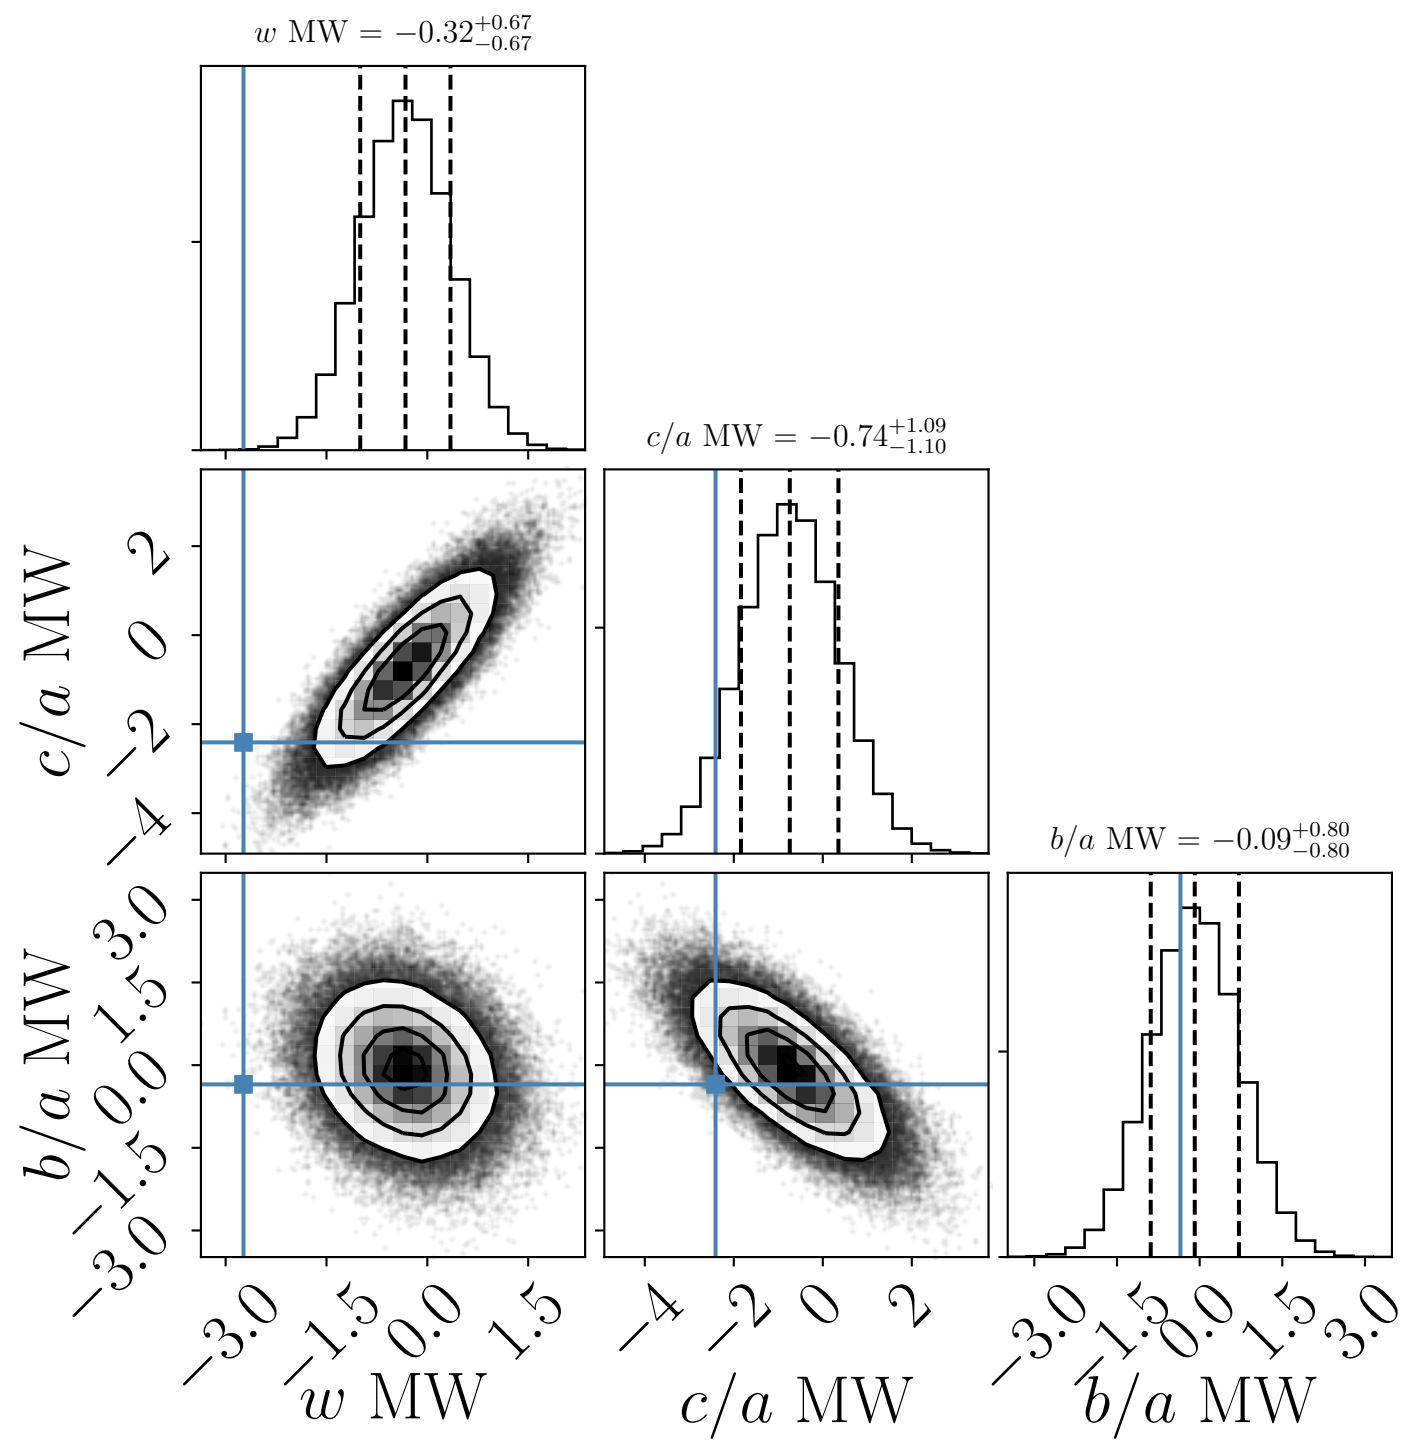 w MW = −0.32+0.67−0.67
c/a MW = −0.74+1.09−1.10
c/a MW
2
0
−2
−4
b/a MW = −0.09+0.80−0.80
b/a MW
3.0
1.5
0.0
−1.5
−3.0
−3.0 −1.5 0.0 1.5
−4 −2 0 2
−3.0 −1.5 0.0 1.5 3.0
w MW
c/a MW
b/a MW